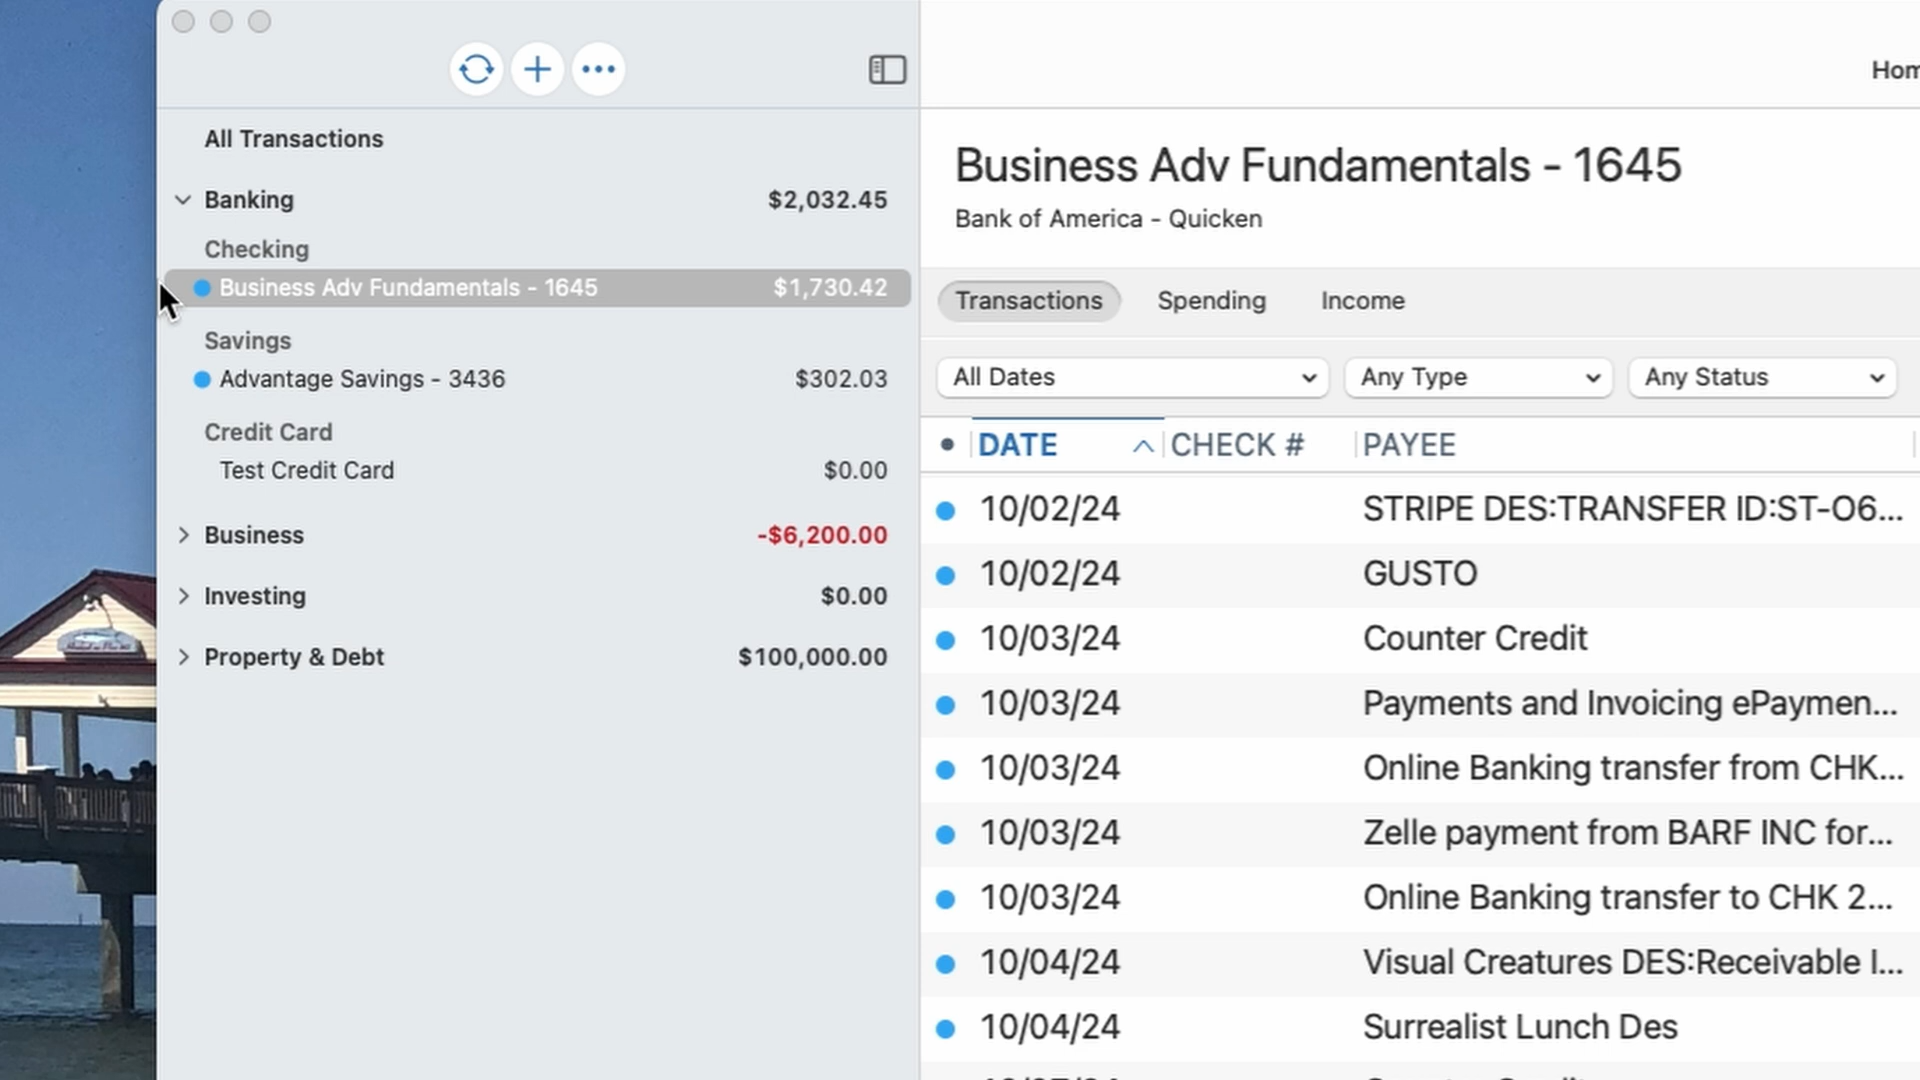 Hom
All Transactions
Banking $2,032.45
Checking
Business Adv Fundamentals - 1645 $1,730.42
Savings
Advantage Savings - 3436 $302.03
Credit Card
Test Credit Card $0.00
Business -$6,200.00
Investing $0.00
Property & Debt $100,000.00
Business Adv Fundamentals - 1645
Bank of America - Quicken
Transactions Spending Income
All Dates Any Type Any Status
DATE CHECK # PAYEE
10/02/24 STRIPE DES:TRANSFER ID:ST-O6...
10/02/24 GUSTO
10/03/24 Counter Credit
10/03/24 Payments and Invoicing ePaymen...
10/03/24 Online Banking transfer from CHK...
10/03/24 Zelle payment from BARF INC for...
10/03/24 Online Banking transfer to CHK 2...
10/04/24 Visual Creatures DES:Receivable I...
10/04/24 Surrealist Lunch Des